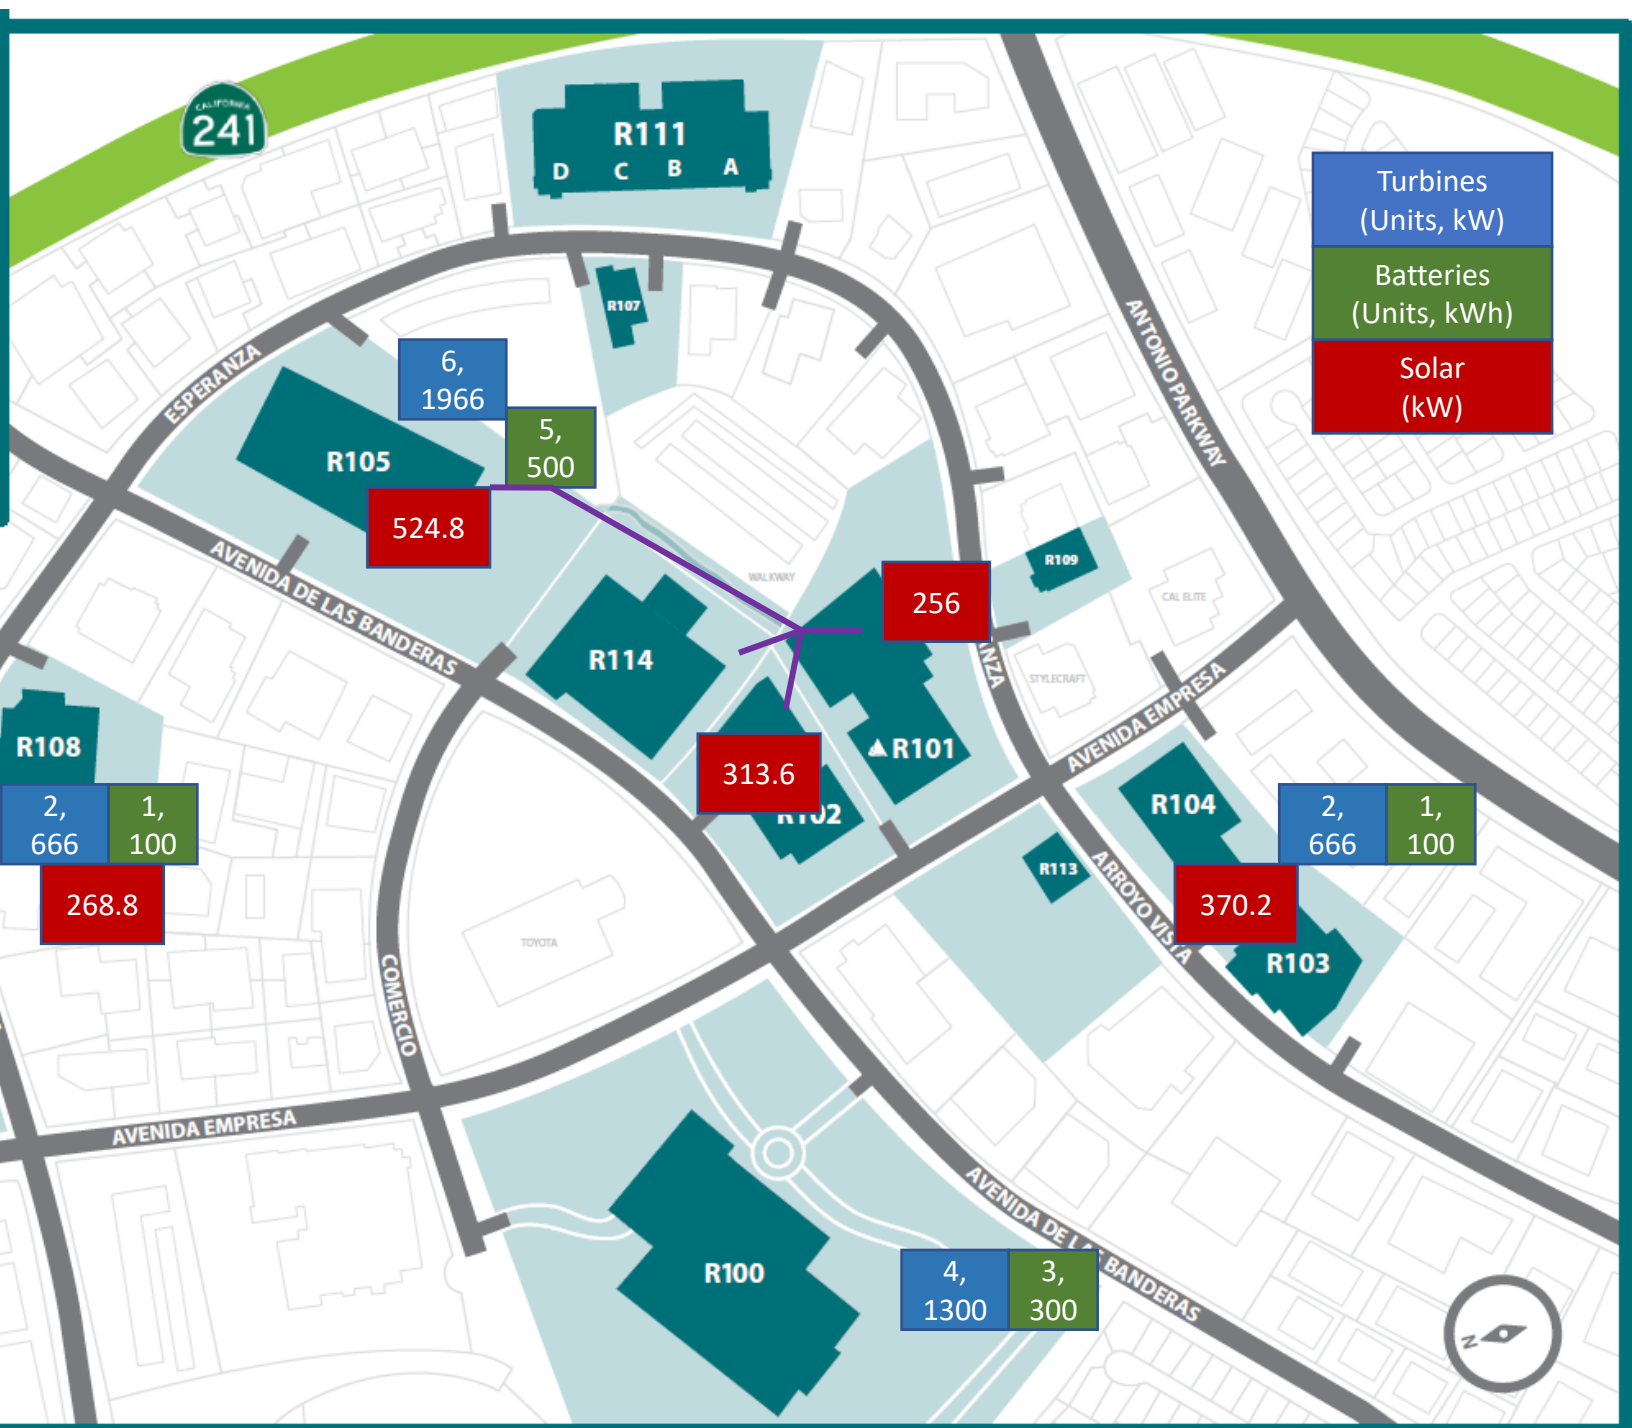 CALIFORNIA
241
R111
D C B A
Turbines
(Units, kW)
Batteries
(Units, kWh)
Solar
(kW)
R107
ANTONIO PARKWAY
ESPERANZA
6,
1966
5,
500
R105
524.8
WALKWAY
R109
CAL ELITE
256
AVENIDA DE LAS BANDERAS
R114
ANZA
STYLECRAFT
AVENIDA EMPRESA
R108
2,
666
1,
100
268.8
313.6
R101
R102
R104
2,
666
1,
100
R113
370.2
ARROYO VISTA
R103
TOYOTA
COMERCIO
AVENIDA EMPRESA
AVENIDA DE LAS BANDERAS
R100
4,
1300
3,
300
N